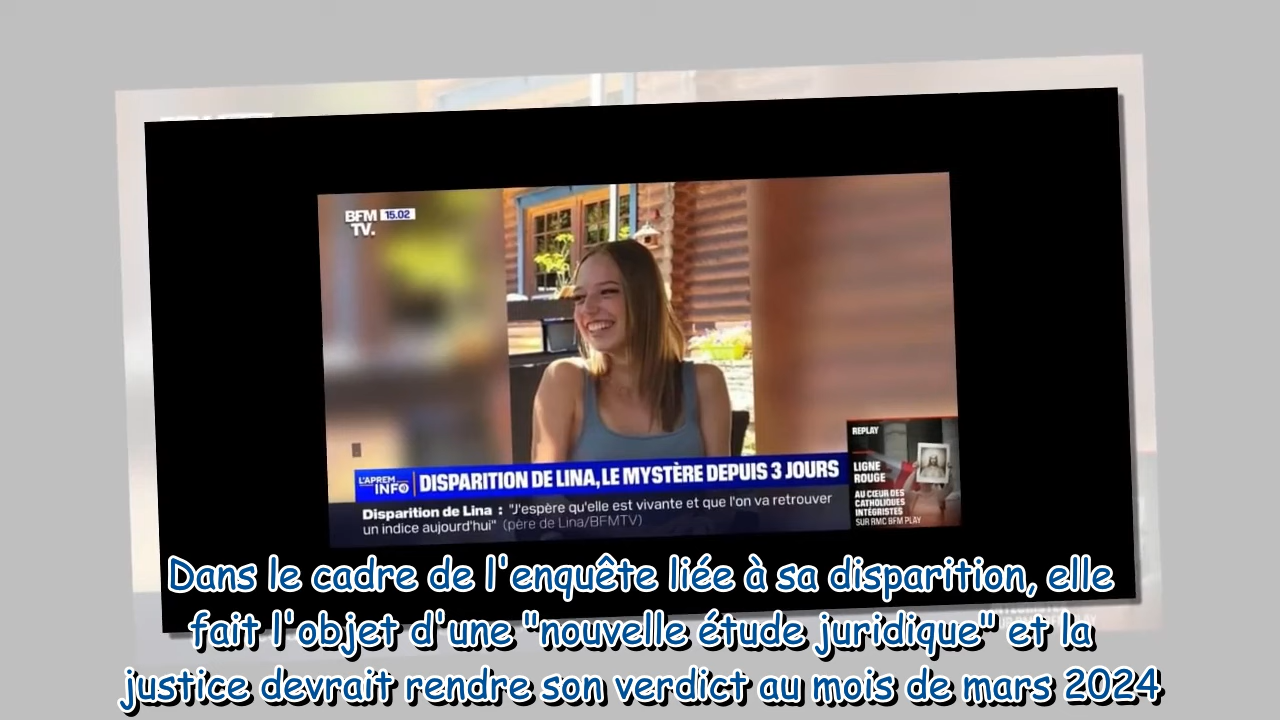 BFM
15.02
TV.
REPLAY
LIGNE
ROUGE
AU CŒUR DES
CATHOLIQUES
INTÉGRISTES
SUR RMC BFM PLAY
L'APREM
INFO
DISPARITION DE LINA, LE MYSTÈRE DEPUIS 3 JOURS
Disparition de Lina : "J'espère qu'elle est vivante et que l'on va retrouver
un indice aujourd'hui" (père de Lina/BFMTV)
Dans le cadre de l'enquête liée à sa disparition, elle
fait l'objet d'une "nouvelle étude juridique" et la
justice devrait rendre son verdict au mois de mars 2024